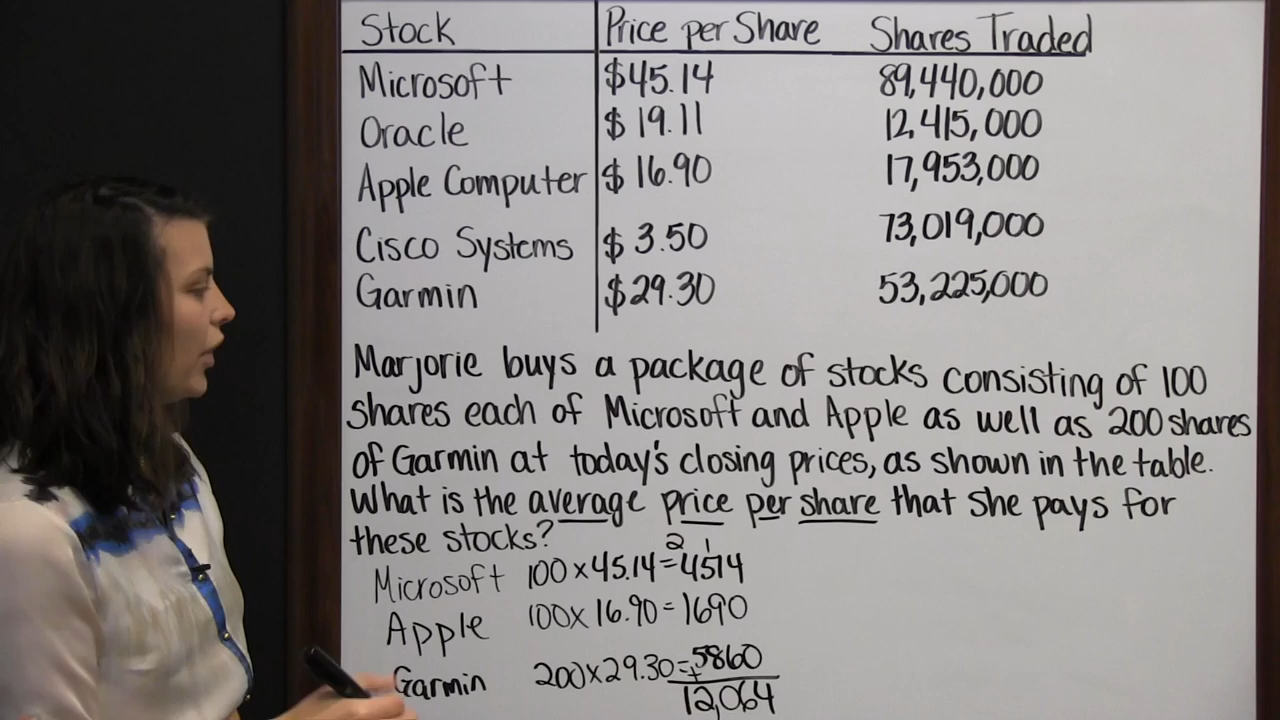 Stock Price per Share Shares Traded
Microsoft $45.14 89,440,000
Oracle $19.11 12,415,000
Apple Computer $16.90 17,953,000
Cisco Systems $3.50 73,019,000
Garmin $29.30 53,225,000
Marjorie buys a package of stocks consisting of 100
shares each of Microsoft and Apple as well as 200 shares
of Garmin at today's closing prices, as shown in the table.
What is the average price per share that she pays for
these stocks?
2 1
Microsoft 100×45.14=4514
Apple 100×16.90=1690
Garmin 200×29.30=+5860
12,064